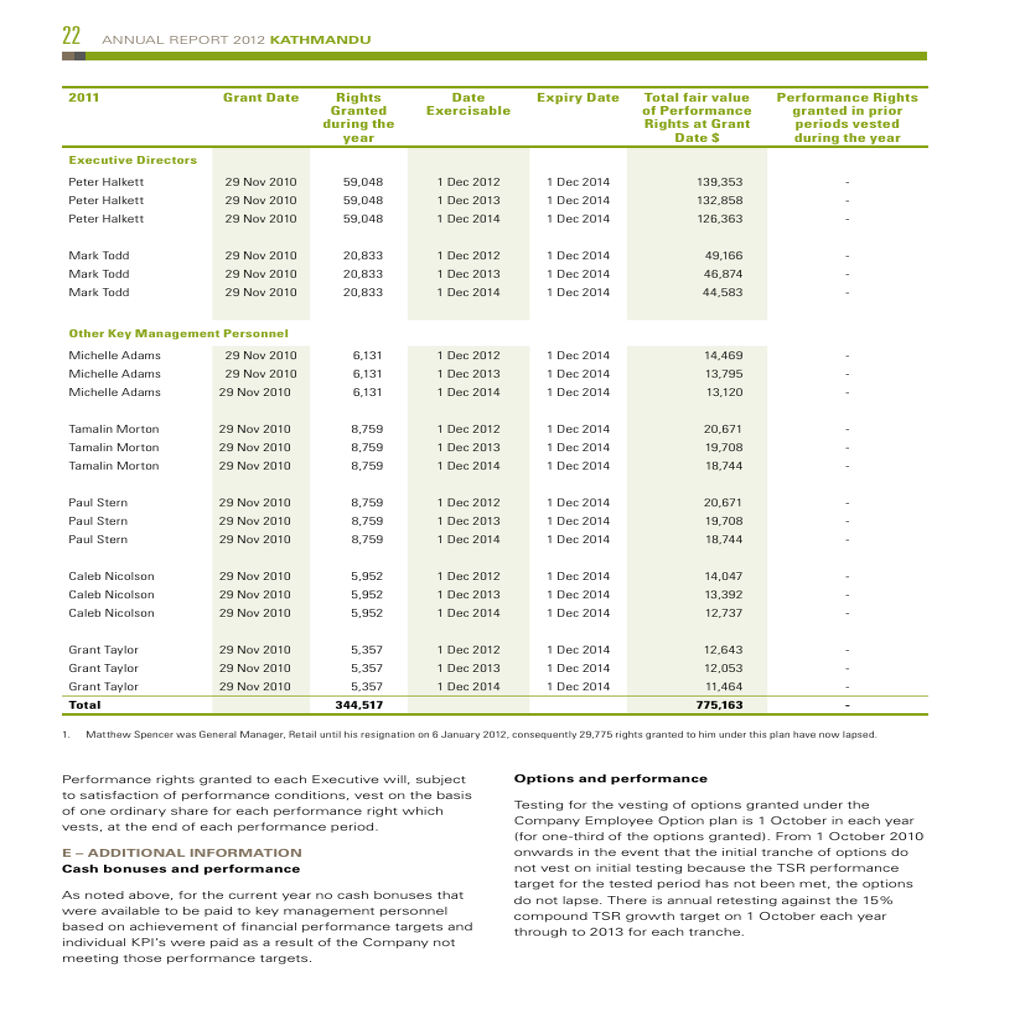 22 ANNUAL REPORT 2012 KATHMANDU
2011 Grant Date Rights Granted during the year Date Exercisable Expiry Date Total fair value of Performance Rights at Grant Date $ Performance Rights granted in prior periods vested during the year
Executive Directors
Peter Halkett 29 Nov 2010 59,048 1 Dec 2012 1 Dec 2014 139,353 -
Peter Halkett 29 Nov 2010 59,048 1 Dec 2013 1 Dec 2014 132,858 -
Peter Halkett 29 Nov 2010 59,048 1 Dec 2014 1 Dec 2014 126,363 -
Mark Todd 29 Nov 2010 20,833 1 Dec 2012 1 Dec 2014 49,166 -
Mark Todd 29 Nov 2010 20,833 1 Dec 2013 1 Dec 2014 46,874 -
Mark Todd 29 Nov 2010 20,833 1 Dec 2014 1 Dec 2014 44,583 -
Other Key Management Personnel
Michelle Adams 29 Nov 2010 6,131 1 Dec 2012 1 Dec 2014 14,469 -
Michelle Adams 29 Nov 2010 6,131 1 Dec 2013 1 Dec 2014 13,795 -
Michelle Adams 29 Nov 2010 6,131 1 Dec 2014 1 Dec 2014 13,120 -
Tamalin Morton 29 Nov 2010 8,759 1 Dec 2012 1 Dec 2014 20,671 -
Tamalin Morton 29 Nov 2010 8,759 1 Dec 2013 1 Dec 2014 19,708 -
Tamalin Morton 29 Nov 2010 8,759 1 Dec 2014 1 Dec 2014 18,744 -
Paul Stern 29 Nov 2010 8,759 1 Dec 2012 1 Dec 2014 20,671 -
Paul Stern 29 Nov 2010 8,759 1 Dec 2013 1 Dec 2014 19,708 -
Paul Stern 29 Nov 2010 8,759 1 Dec 2014 1 Dec 2014 18,744 -
Caleb Nicolson 29 Nov 2010 5,952 1 Dec 2012 1 Dec 2014 14,047 -
Caleb Nicolson 29 Nov 2010 5,952 1 Dec 2013 1 Dec 2014 13,392 -
Caleb Nicolson 29 Nov 2010 5,952 1 Dec 2014 1 Dec 2014 12,737 -
Grant Taylor 29 Nov 2010 5,357 1 Dec 2012 1 Dec 2014 12,643 -
Grant Taylor 29 Nov 2010 5,357 1 Dec 2013 1 Dec 2014 12,053 -
Grant Taylor 29 Nov 2010 5,357 1 Dec 2014 1 Dec 2014 11,464 -
Total 344,517 775,163 -
1. Matthew Spencer was General Manager, Retail until his resignation on 6 January 2012, consequently 29,775 rights granted to him under this plan have now lapsed.
Performance rights granted to each Executive will, subject
to satisfaction of performance conditions, vest on the basis
of one ordinary share for each performance right which
vests, at the end of each performance period.
E – ADDITIONAL INFORMATION
Cash bonuses and performance
As noted above, for the current year no cash bonuses that
were available to be paid to key management personnel
based on achievement of financial performance targets and
individual KPI's were paid as a result of the Company not
meeting those performance targets.
Options and performance
Testing for the vesting of options granted under the
Company Employee Option plan is 1 October in each year
(for one-third of the options granted). From 1 October 2010
onwards in the event that the initial tranche of options do
not vest on initial testing because the TSR performance
target for the tested period has not been met, the options
do not lapse. There is annual retesting against the 15%
compound TSR growth target on 1 October each year
through to 2013 for each tranche.